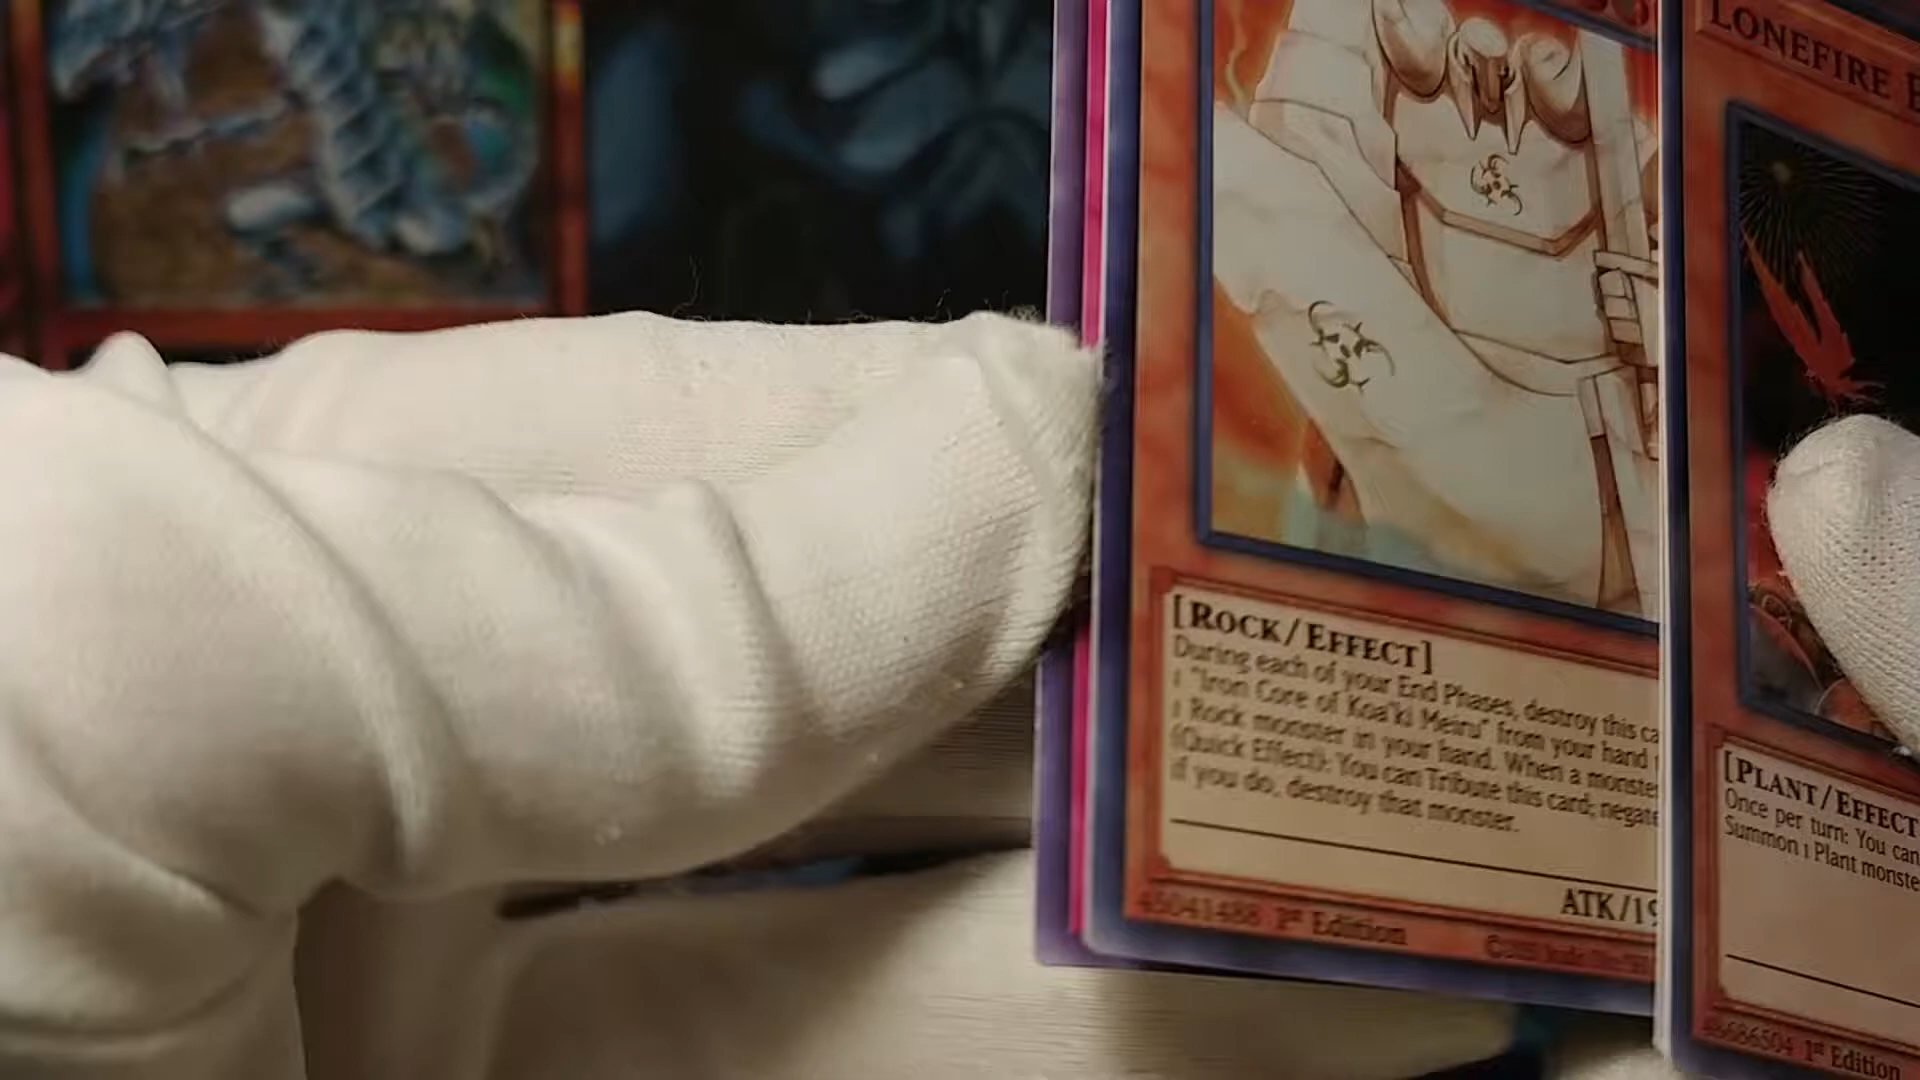 [ROCK/EFFECT]
During each of your End Phases, destroy this ca
1 "Iron Core of Koa'ki Meiru" from your hand
1 Rock monster in your hand. When a monste
(Quick Effect): You can Tribute this card; negate
if you do, destroy that monster.
ATK/19
45041488 1st Edition
LONEFIRE
[PLANT/EFFECT
Once per turn: You can
Summon 1 Plant monste
48686504 1st Edition